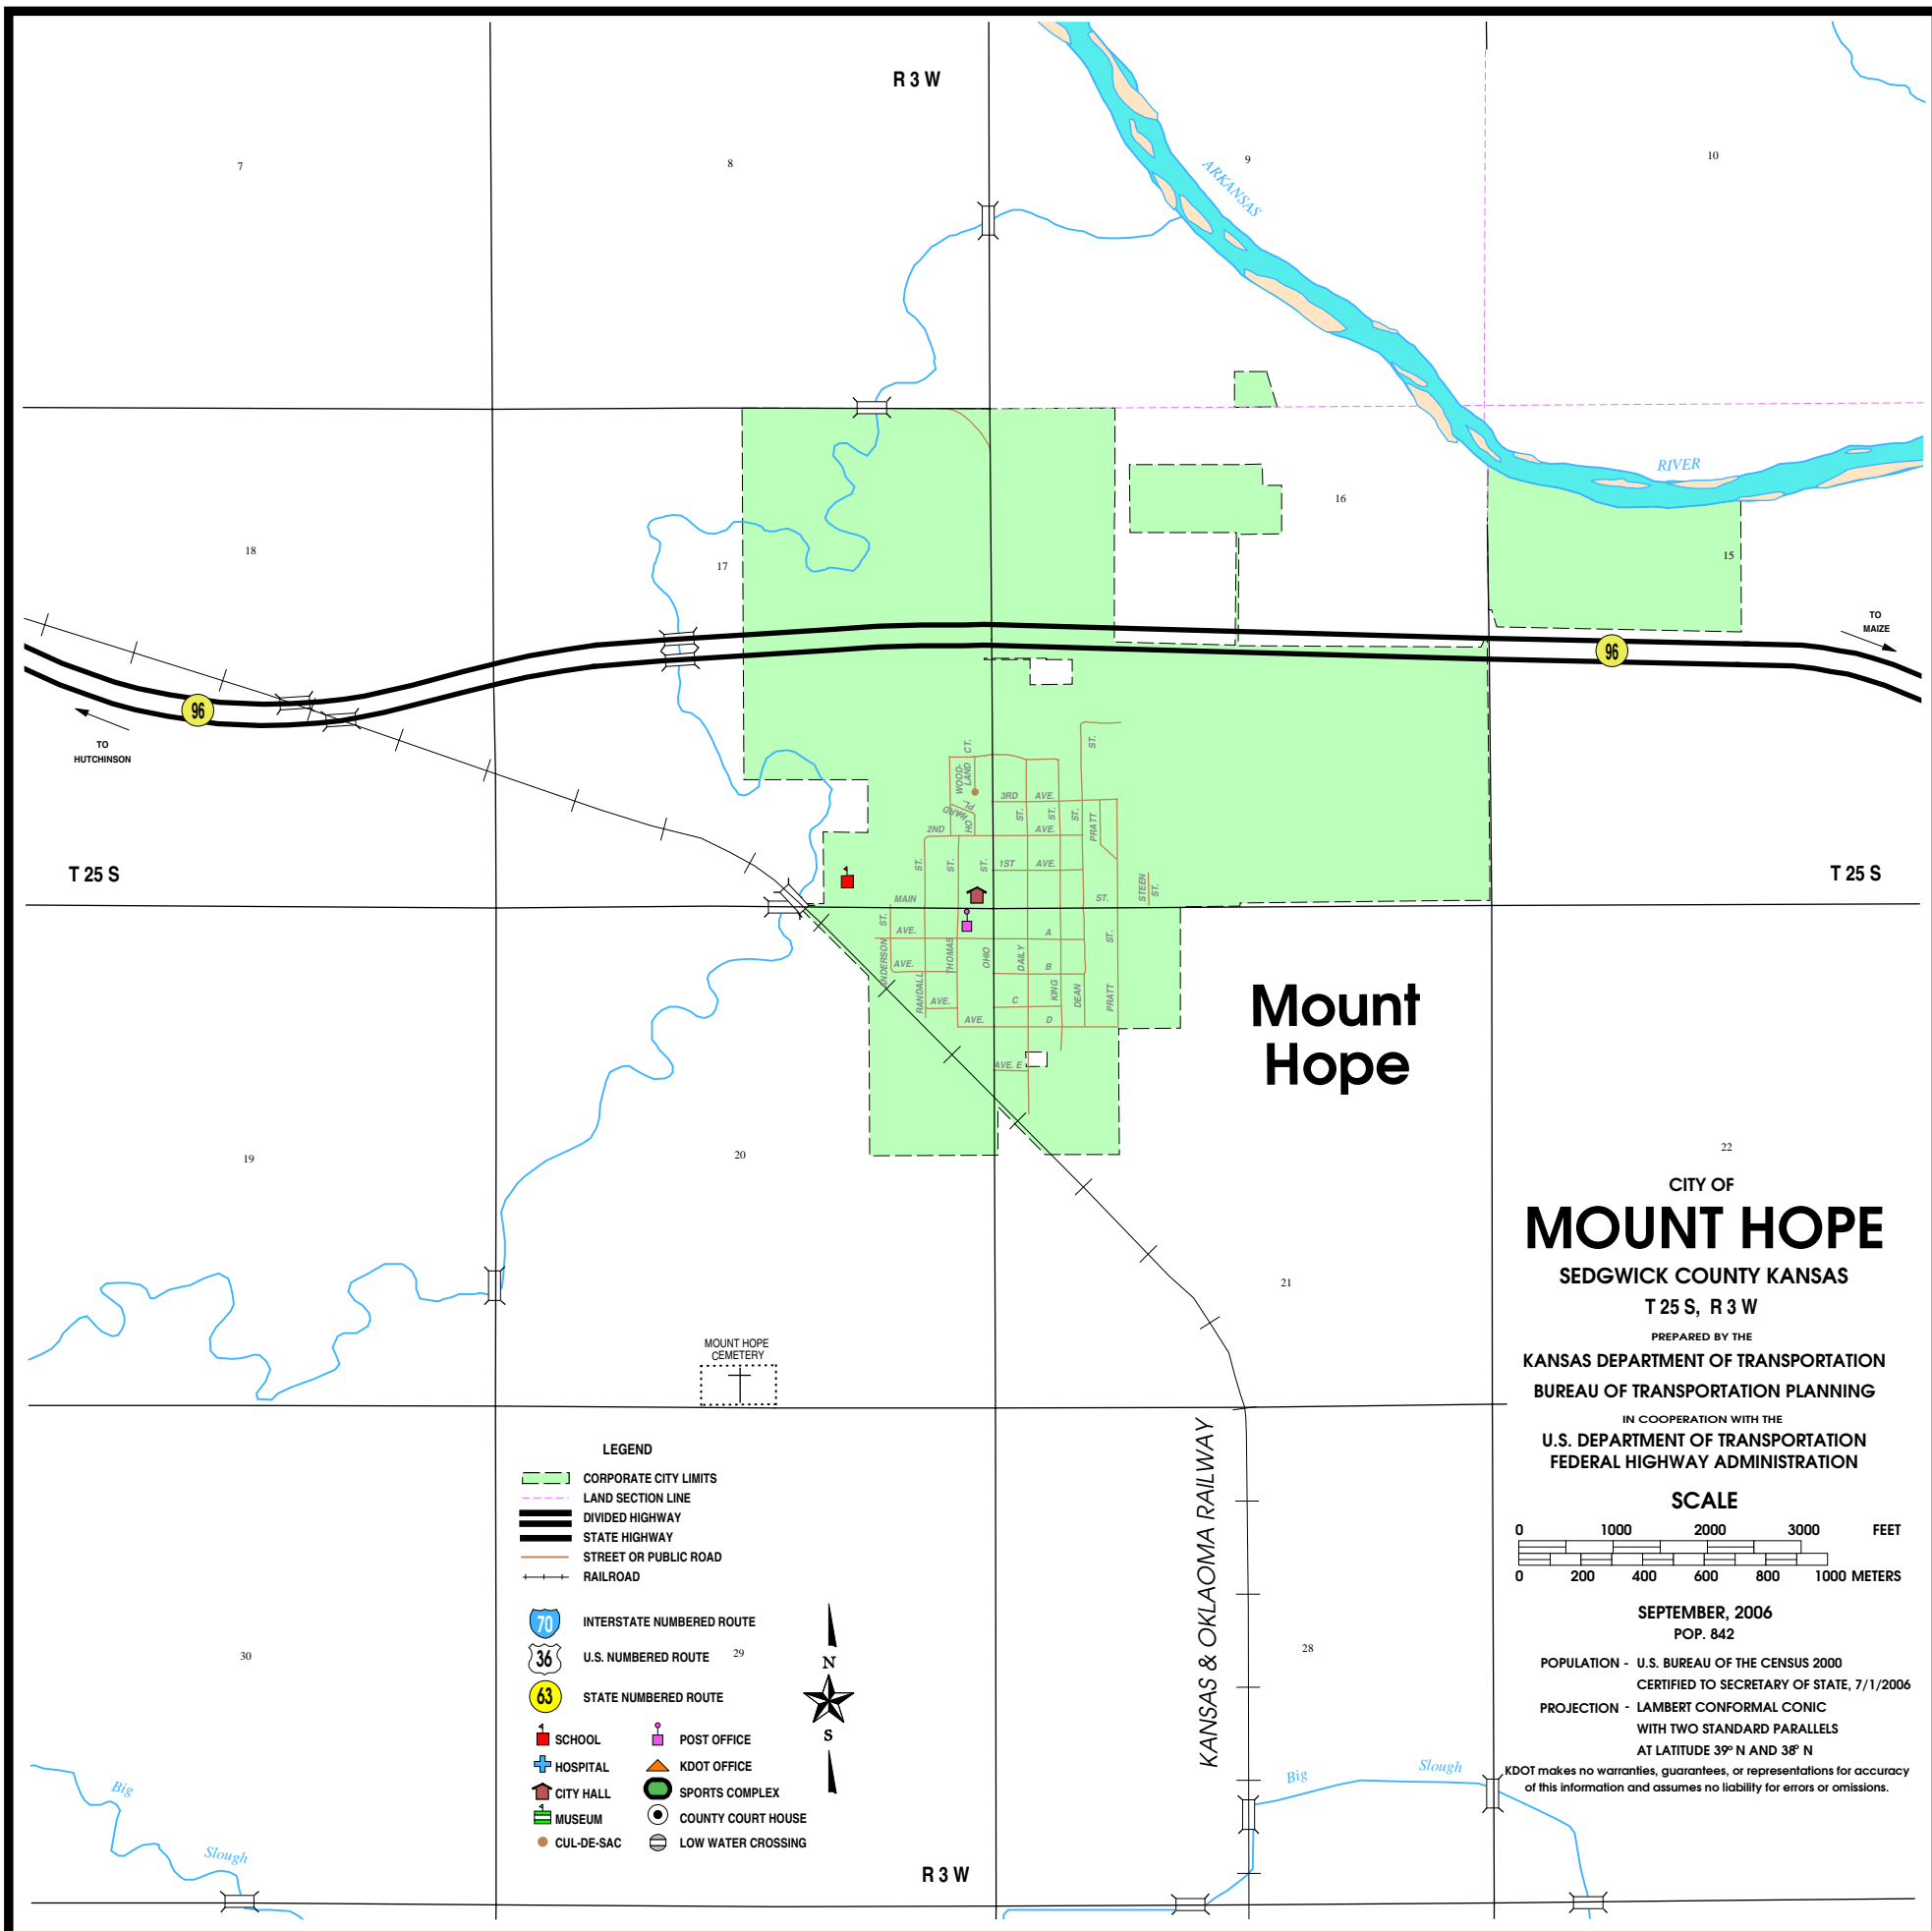 R 3 W
7
8
9
10
ARKANSAS
RIVER
18
17
16
15
TO
MAIZE
96
96
TO
HUTCHINSON
CT.
WOOD-
LAND
ST.
3RD AVE.
HOWARD
PL.
ST.
ST.
ST.
PRATT
2ND AVE.
ST.
ST.
ST.
1ST AVE.
T 25 S
T 25 S
STEEN
ST.
MAIN ST.
ST.
AVE. A
ST.
ANDERSON
THOMAS
OHIO
DAILY
AVE. B
RANDALL
KING
DEAN
PRATT
AVE. C
AVE. D
AVE. E
Mount
Hope
19
20
21
22
MOUNT HOPE
CEMETERY
CITY OF
MOUNT HOPE
SEDGWICK COUNTY KANSAS
T 25 S, R 3 W
PREPARED BY THE
KANSAS DEPARTMENT OF TRANSPORTATION
BUREAU OF TRANSPORTATION PLANNING
IN COOPERATION WITH THE
U.S. DEPARTMENT OF TRANSPORTATION
FEDERAL HIGHWAY ADMINISTRATION
SCALE
0 1000 2000 3000 FEET
0 200 400 600 800 1000 METERS
SEPTEMBER, 2006
POP. 842
POPULATION - U.S. BUREAU OF THE CENSUS 2000
CERTIFIED TO SECRETARY OF STATE, 7/1/2006
PROJECTION - LAMBERT CONFORMAL CONIC
WITH TWO STANDARD PARALLELS
AT LATITUDE 39º N AND 38º N
KDOT makes no warranties, guarantees, or representations for accuracy
of this information and assumes no liability for errors or omissions.
LEGEND
CORPORATE CITY LIMITS
LAND SECTION LINE
DIVIDED HIGHWAY
STATE HIGHWAY
STREET OR PUBLIC ROAD
RAILROAD
70 INTERSTATE NUMBERED ROUTE
36 U.S. NUMBERED ROUTE
63 STATE NUMBERED ROUTE
SCHOOL
POST OFFICE
HOSPITAL
KDOT OFFICE
CITY HALL
SPORTS COMPLEX
MUSEUM
COUNTY COURT HOUSE
CUL-DE-SAC
LOW WATER CROSSING
N
S
KANSAS & OKLAOMA RAILWAY
30
29
28
Big
Slough
Big
Slough
R 3 W